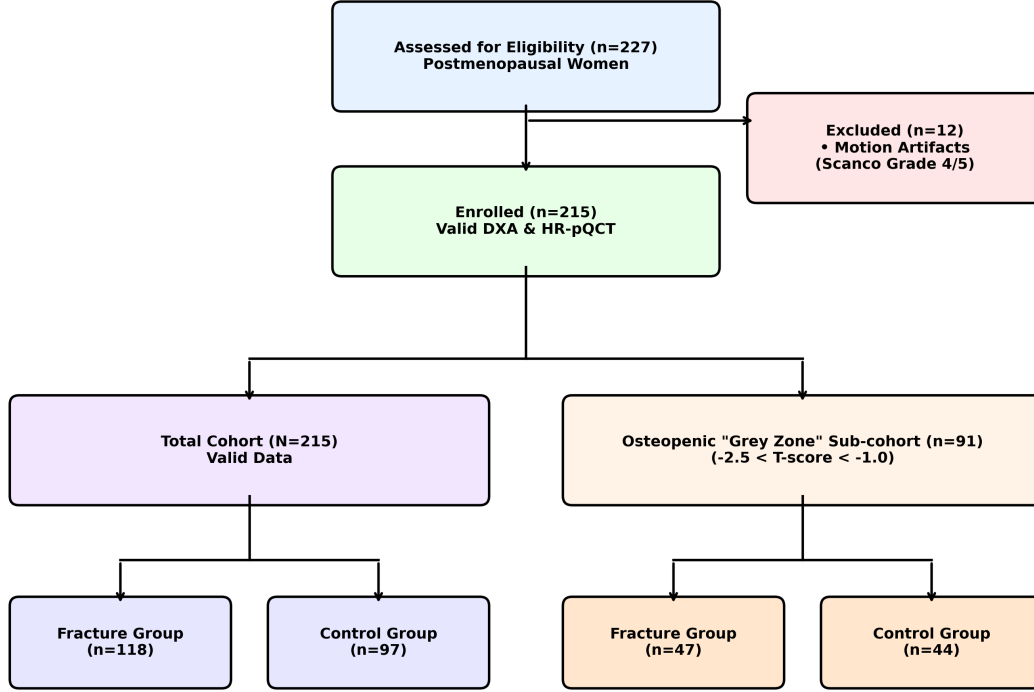 Assessed for Eligibility (n=227)
Postmenopausal Women
Excluded (n=12)
• Motion Artifacts
(Scanco Grade 4/5)
Enrolled (n=215)
Valid DXA & HR-pQCT
Total Cohort (N=215)
Valid Data
Osteopenic "Grey Zone" Sub-cohort (n=91)
(-2.5 < T-score < -1.0)
Fracture Group
(n=118)
Control Group
(n=97)
Fracture Group
(n=47)
Control Group
(n=44)